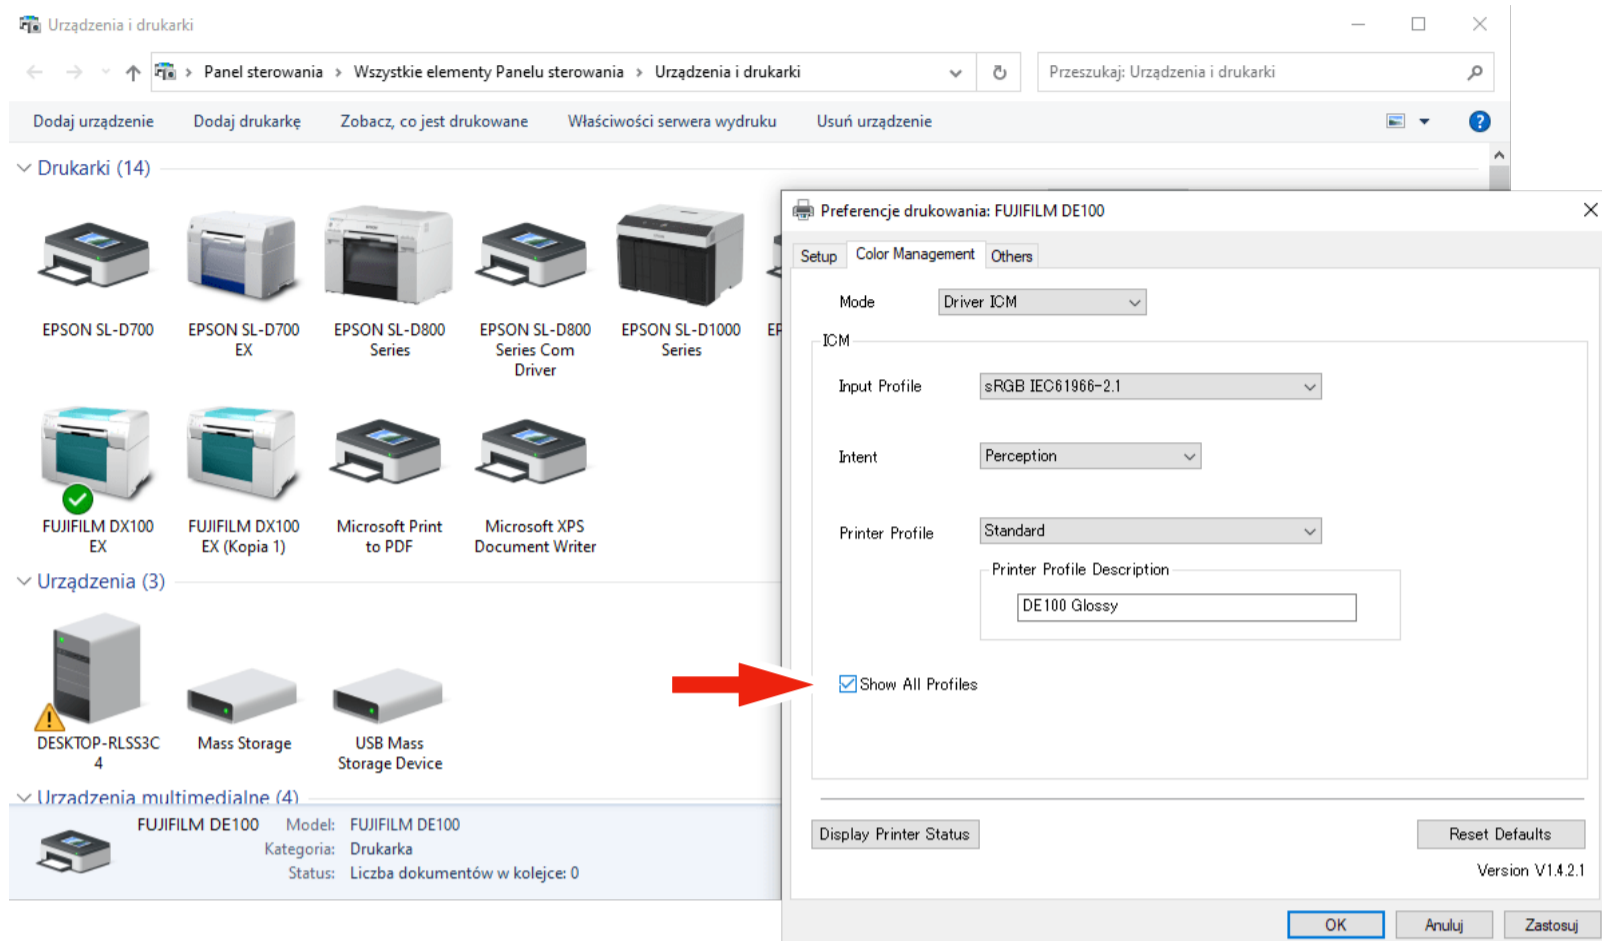 Urządzenia i drukarki
Panel sterowania > Wszystkie elementy Panelu sterowania > Urządzenia i drukarki
Przeszukaj: Urządzenia i drukarki
Dodaj urządzenie Dodaj drukarkę Zobacz, co jest drukowane Właściwości serwera wydruku Usuń urządzenie
Drukarki (14)
EPSON SL-D700
EPSON SL-D700
EX
EPSON SL-D800
Series
EPSON SL-D800
Series Com
Driver
EPSON SL-D1000
Series
FUJIFILM DX100
EX
FUJIFILM DX100
EX (Kopia 1)
Microsoft Print
to PDF
Microsoft XPS
Document Writer
Urządzenia (3)
DESKTOP-RLSS3C
4
Mass Storage
USB Mass
Storage Device
Urządzenia multimedialne (4)
FUJIFILM DE100 Model: FUJIFILM DE100
Kategoria: Drukarka
Status: Liczba dokumentów w kolejce: 0
Preferencje drukowania: FUJIFILM DE100
Setup Color Management Others
Mode Driver ICM
ICM
Input Profile sRGB IEC61966-2.1
Intent Perception
Printer Profile Standard
Printer Profile Description
DE100 Glossy
Show All Profiles
Display Printer Status Reset Defaults
Version V1.4.2.1
OK Anuluj Zastosuj